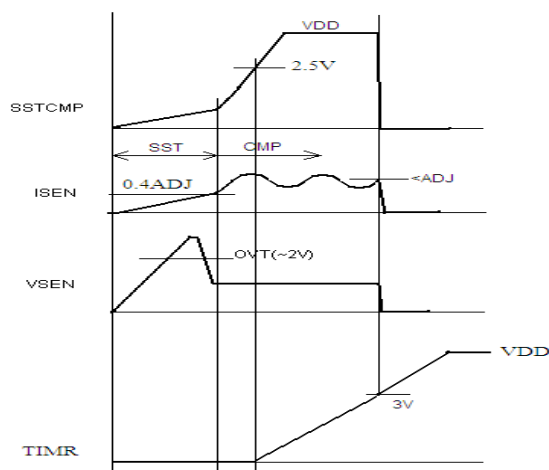 VDD
2.5V
SSTCMP
SST CMP
0.4ADJ <ADJ
ISEN
OVT(~2V)
VSEN
VDD
3V
TIMR